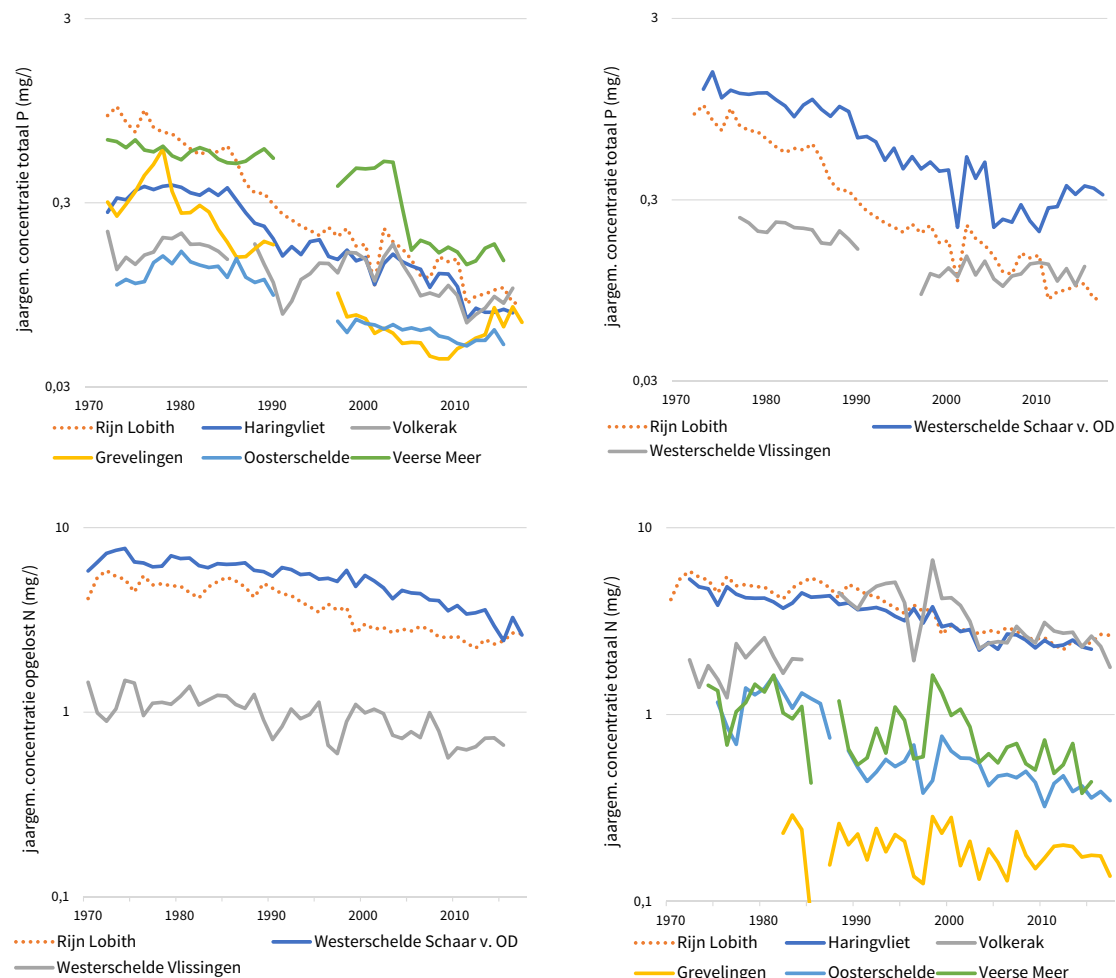 jaargem. concentratie totaal P (mg/)
3
0,3
0,03
1970 1980 1990 2000 2010
Rijn Lobith Haringvliet Volkerak
Grevelingen Oosterschelde Veerse Meer
jaargem. concentratie totaal P (mg/)
3
0,3
0,03
1970 1980 1990 2000 2010
Rijn Lobith Westerschelde Schaar v. OD
Westerschelde Vlissingen
jaargem. concentratie opgelost N (mg/)
10
1
0,1
1970 1980 1990 2000 2010
Rijn Lobith Westerschelde Schaar v. OD
Westerschelde Vlissingen
jaargem. concentratie totaal N (mg/)
10
1
0,1
1970 1980 1990 2000 2010
Rijn Lobith Haringvliet Volkerak
Grevelingen Oosterschelde Veerse Meer